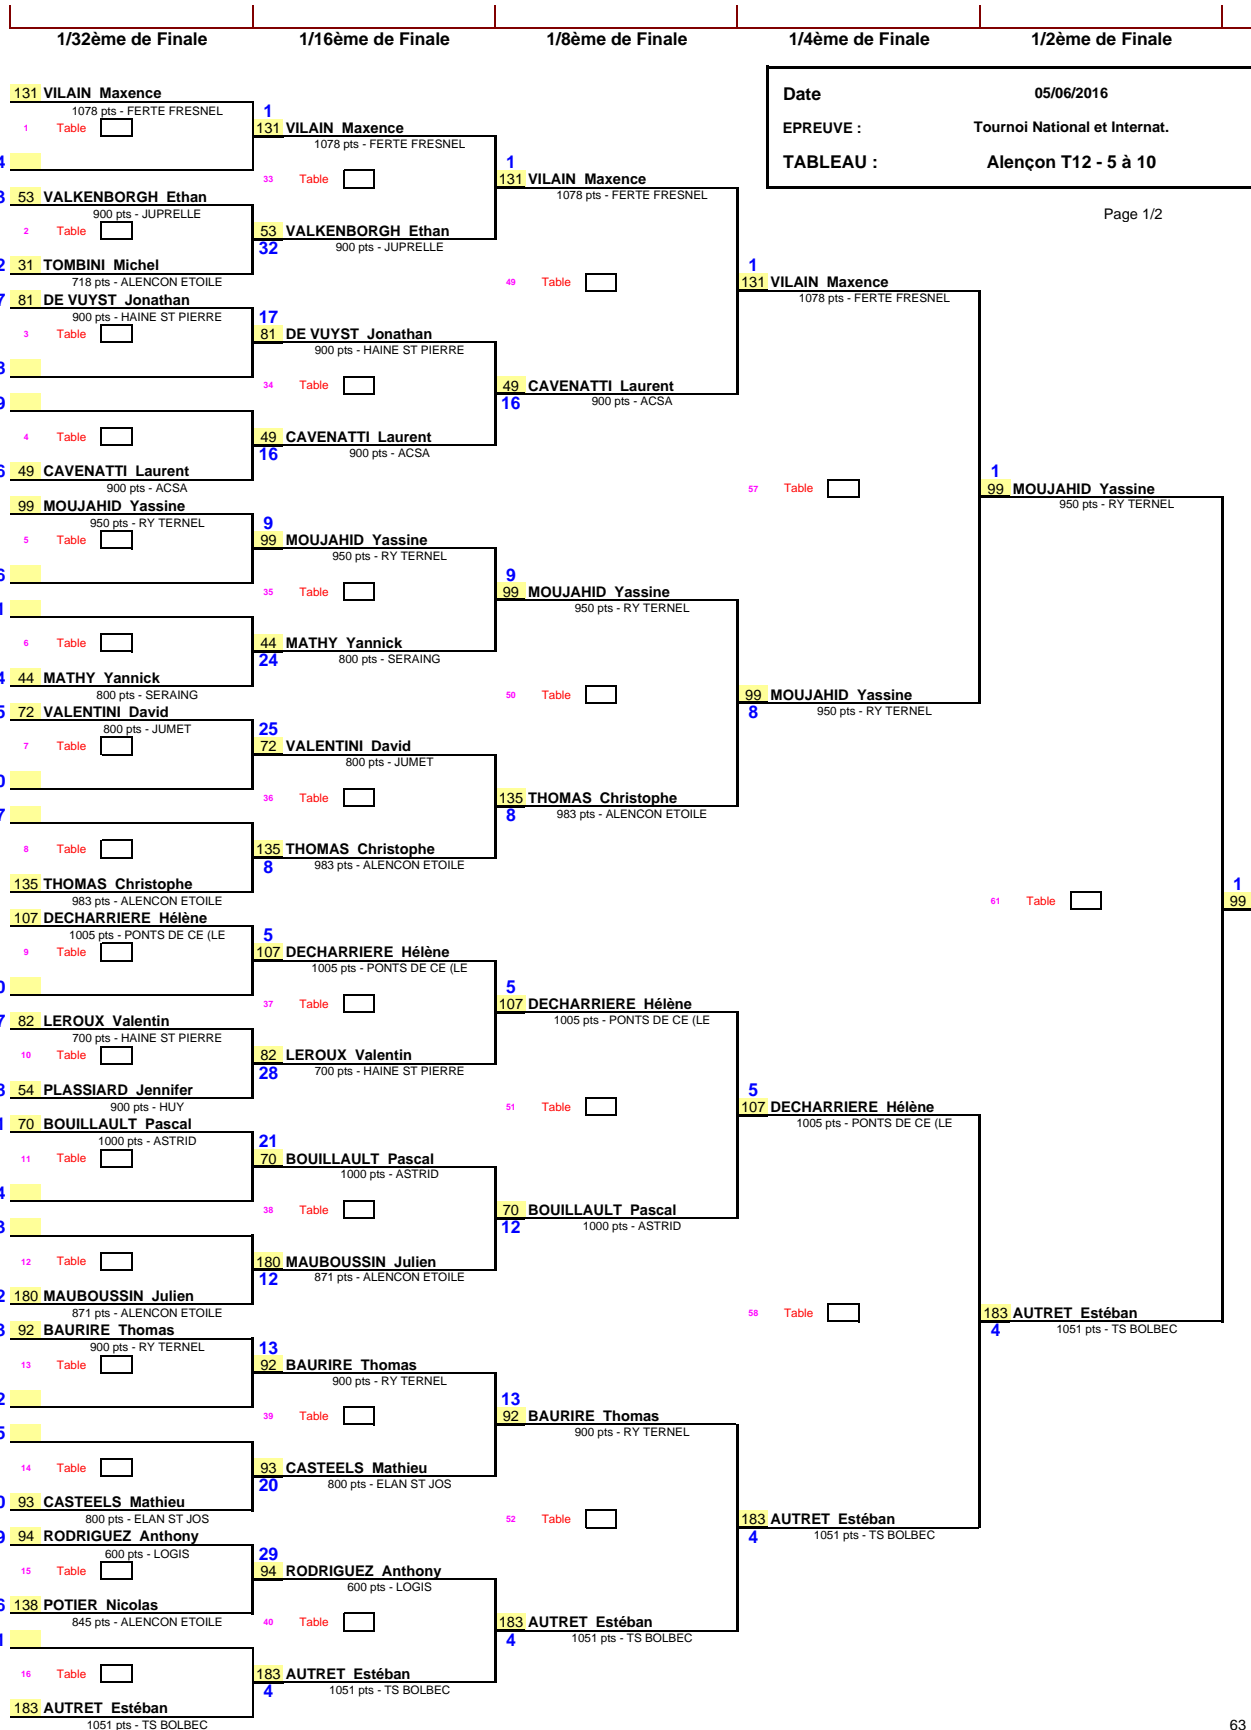 1/32ème de Finale
1/16ème de Finale
1/8ème de Finale
1/4ème de Finale
1/2ème de Finale
Date 05/06/2016
EPREUVE : Tournoi National et Internat.
TABLEAU : Alençon T12 - 5 à 10
Page 1/2
131 VILAIN Maxence
1078 pts - FERTE FRESNEL
1 Table
53 VALKENBORGH Ethan
900 pts - JUPRELLE
2 Table
31 TOMBINI Michel
718 pts - ALENCON ETOILE
81 DE VUYST Jonathan
900 pts - HAINE ST PIERRE
3 Table
4 Table
49 CAVENATTI Laurent
900 pts - ACSA
99 MOUJAHID Yassine
950 pts - RY TERNEL
5 Table
6 Table
44 MATHY Yannick
800 pts - SERAING
72 VALENTINI David
800 pts - JUMET
7 Table
8 Table
135 THOMAS Christophe
983 pts - ALENCON ETOILE
107 DECHARRIERE Hélène
1005 pts - PONTS DE CE (LE
9 Table
82 LEROUX Valentin
700 pts - HAINE ST PIERRE
10 Table
54 PLASSIARD Jennifer
900 pts - HUY
70 BOUILLAULT Pascal
1000 pts - ASTRID
11 Table
12 Table
180 MAUBOUSSIN Julien
871 pts - ALENCON ETOILE
92 BAURIRE Thomas
900 pts - RY TERNEL
13 Table
14 Table
93 CASTEELS Mathieu
800 pts - ELAN ST JOS
94 RODRIGUEZ Anthony
600 pts - LOGIS
15 Table
138 POTIER Nicolas
845 pts - ALENCON ETOILE
16 Table
183 AUTRET Estéban
1051 pts - TS BOLBEC
1
131 VILAIN Maxence
1078 pts - FERTE FRESNEL
33 Table
53 VALKENBORGH Ethan
32 900 pts - JUPRELLE
17
81 DE VUYST Jonathan
900 pts - HAINE ST PIERRE
34 Table
49 CAVENATTI Laurent
16 900 pts - ACSA
9
99 MOUJAHID Yassine
950 pts - RY TERNEL
35 Table
44 MATHY Yannick
24 800 pts - SERAING
25
72 VALENTINI David
800 pts - JUMET
36 Table
135 THOMAS Christophe
8 983 pts - ALENCON ETOILE
5
107 DECHARRIERE Hélène
1005 pts - PONTS DE CE (LE
37 Table
82 LEROUX Valentin
28 700 pts - HAINE ST PIERRE
21
70 BOUILLAULT Pascal
1000 pts - ASTRID
38 Table
180 MAUBOUSSIN Julien
12 871 pts - ALENCON ETOILE
13
92 BAURIRE Thomas
900 pts - RY TERNEL
39 Table
93 CASTEELS Mathieu
20 800 pts - ELAN ST JOS
29
94 RODRIGUEZ Anthony
600 pts - LOGIS
40 Table
183 AUTRET Estéban
4 1051 pts - TS BOLBEC
1
131 VILAIN Maxence
1078 pts - FERTE FRESNEL
49 Table
49 CAVENATTI Laurent
16 900 pts - ACSA
9
99 MOUJAHID Yassine
950 pts - RY TERNEL
50 Table
135 THOMAS Christophe
8 983 pts - ALENCON ETOILE
5
107 DECHARRIERE Hélène
1005 pts - PONTS DE CE (LE
51 Table
70 BOUILLAULT Pascal
12 1000 pts - ASTRID
13
92 BAURIRE Thomas
900 pts - RY TERNEL
52 Table
183 AUTRET Estéban
4 1051 pts - TS BOLBEC
1
131 VILAIN Maxence
1078 pts - FERTE FRESNEL
57 Table
99 MOUJAHID Yassine
8 950 pts - RY TERNEL
5
107 DECHARRIERE Hélène
1005 pts - PONTS DE CE (LE
58 Table
183 AUTRET Estéban
4 1051 pts - TS BOLBEC
1
99 MOUJAHID Yassine
950 pts - RY TERNEL
61 Table
183 AUTRET Estéban
4 1051 pts - TS BOLBEC
1
99
63